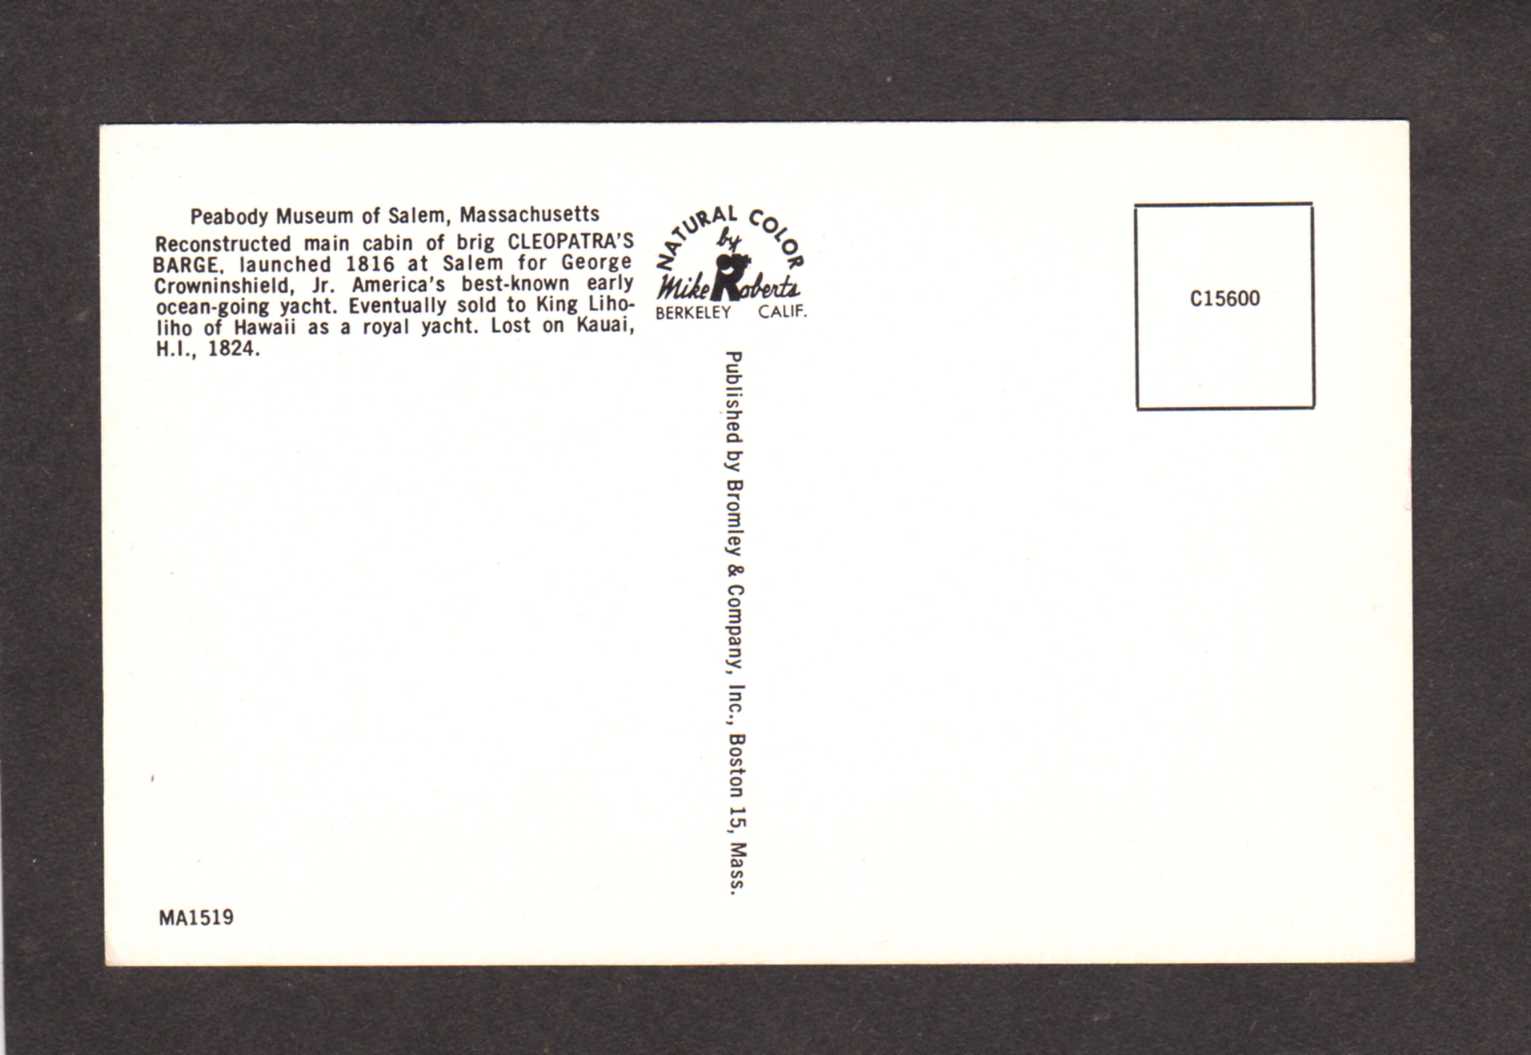 Peabody Museum of Salem, Massachusetts
Reconstructed main cabin of brig CLEOPATRA'S
BARGE, launched 1816 at Salem for George
Crowninshield, Jr. America's best-known early
ocean-going yacht. Eventually sold to King Liho-
liho of Hawaii as a royal yacht. Lost on Kauai,
H.I., 1824.
NATURAL COLOR
by
Mike Roberts
BERKELEY CALIF.
C15600
Published by Bromley & Company, Inc., Boston 15, Mass.
MA1519